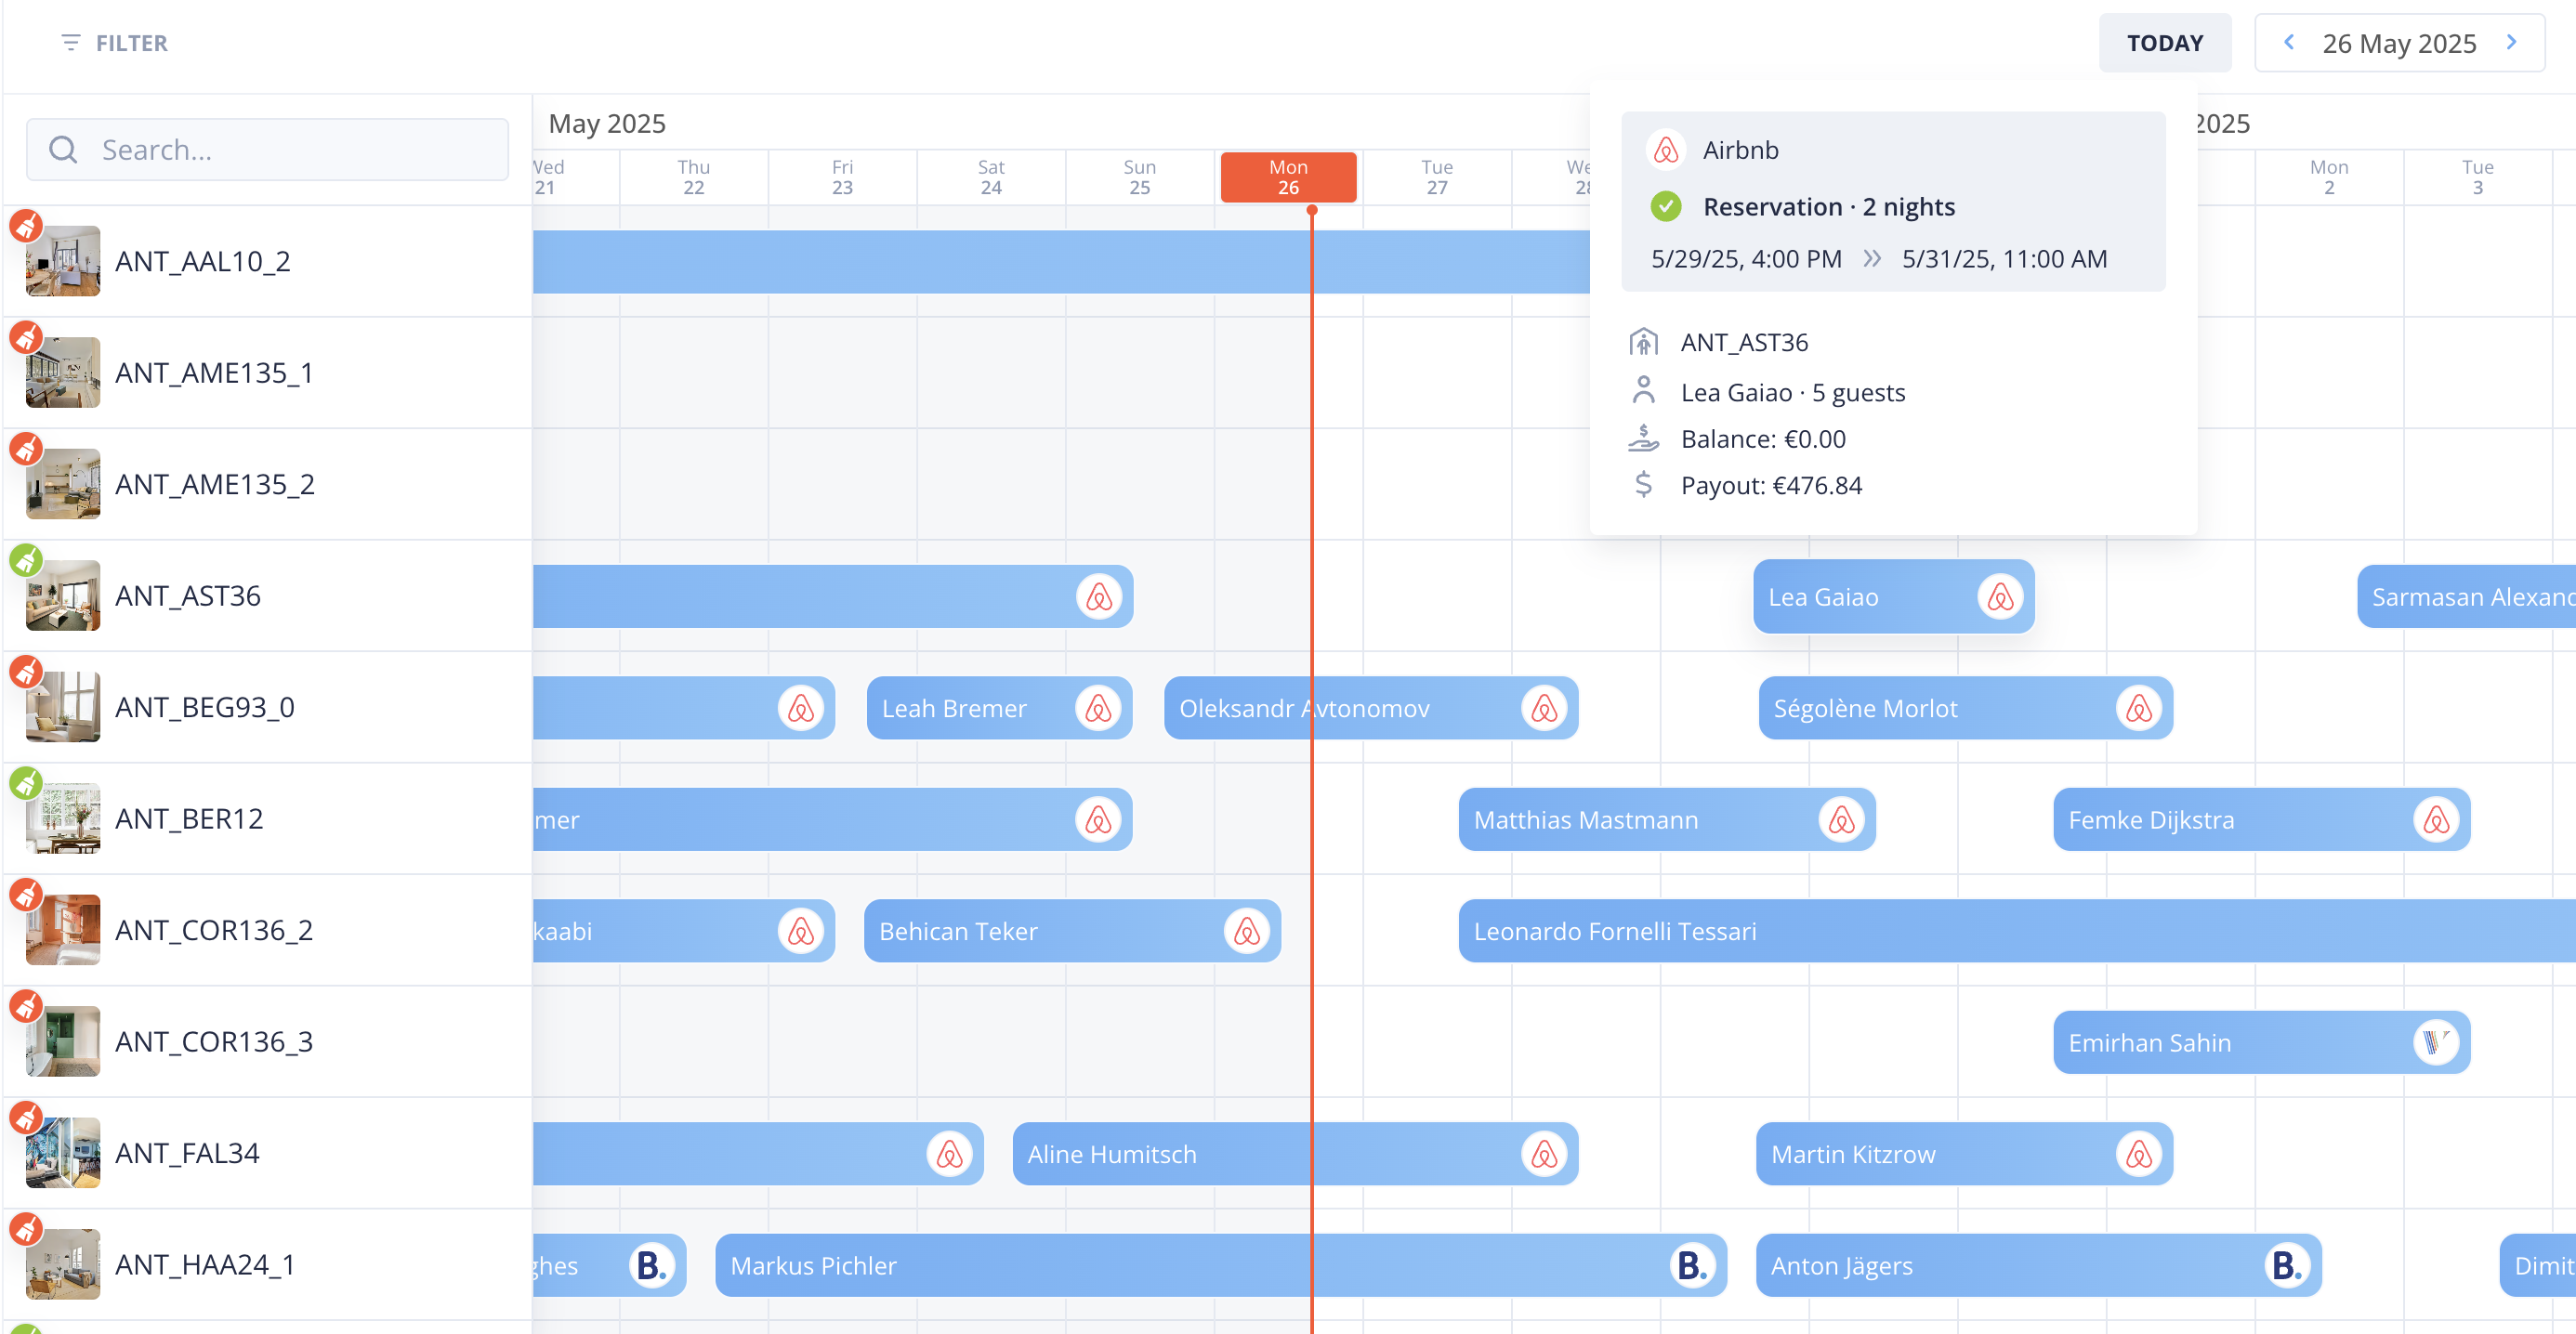 FILTER
TODAY
26 May 2025
Search...
May 2025
2025
Wed
21
Thu
22
Fri
23
Sat
24
Sun
25
Mon
26
Tue
27
We
28
Mon
2
Tue
3
Airbnb
Reservation · 2 nights
5/29/25, 4:00 PM 5/31/25, 11:00 AM
ANT_AST36
Lea Gaiao · 5 guests
Balance: €0.00
Payout: €476.84
ANT_AAL10_2
ANT_AME135_1
ANT_AME135_2
ANT_AST36
Lea Gaiao
Sarmasan Alexand
ANT_BEG93_0
Leah Bremer
Oleksandr Avtonomov
Ségolène Morlot
ANT_BER12
mer
Matthias Mastmann
Femke Dijkstra
ANT_COR136_2
kaabi
Behican Teker
Leonardo Fornelli Tessari
ANT_COR136_3
Emirhan Sahin
ANT_FAL34
Aline Humitsch
Martin Kitzrow
ANT_HAA24_1
ghes
B.
Markus Pichler
B.
Anton Jägers
B.
Dimit